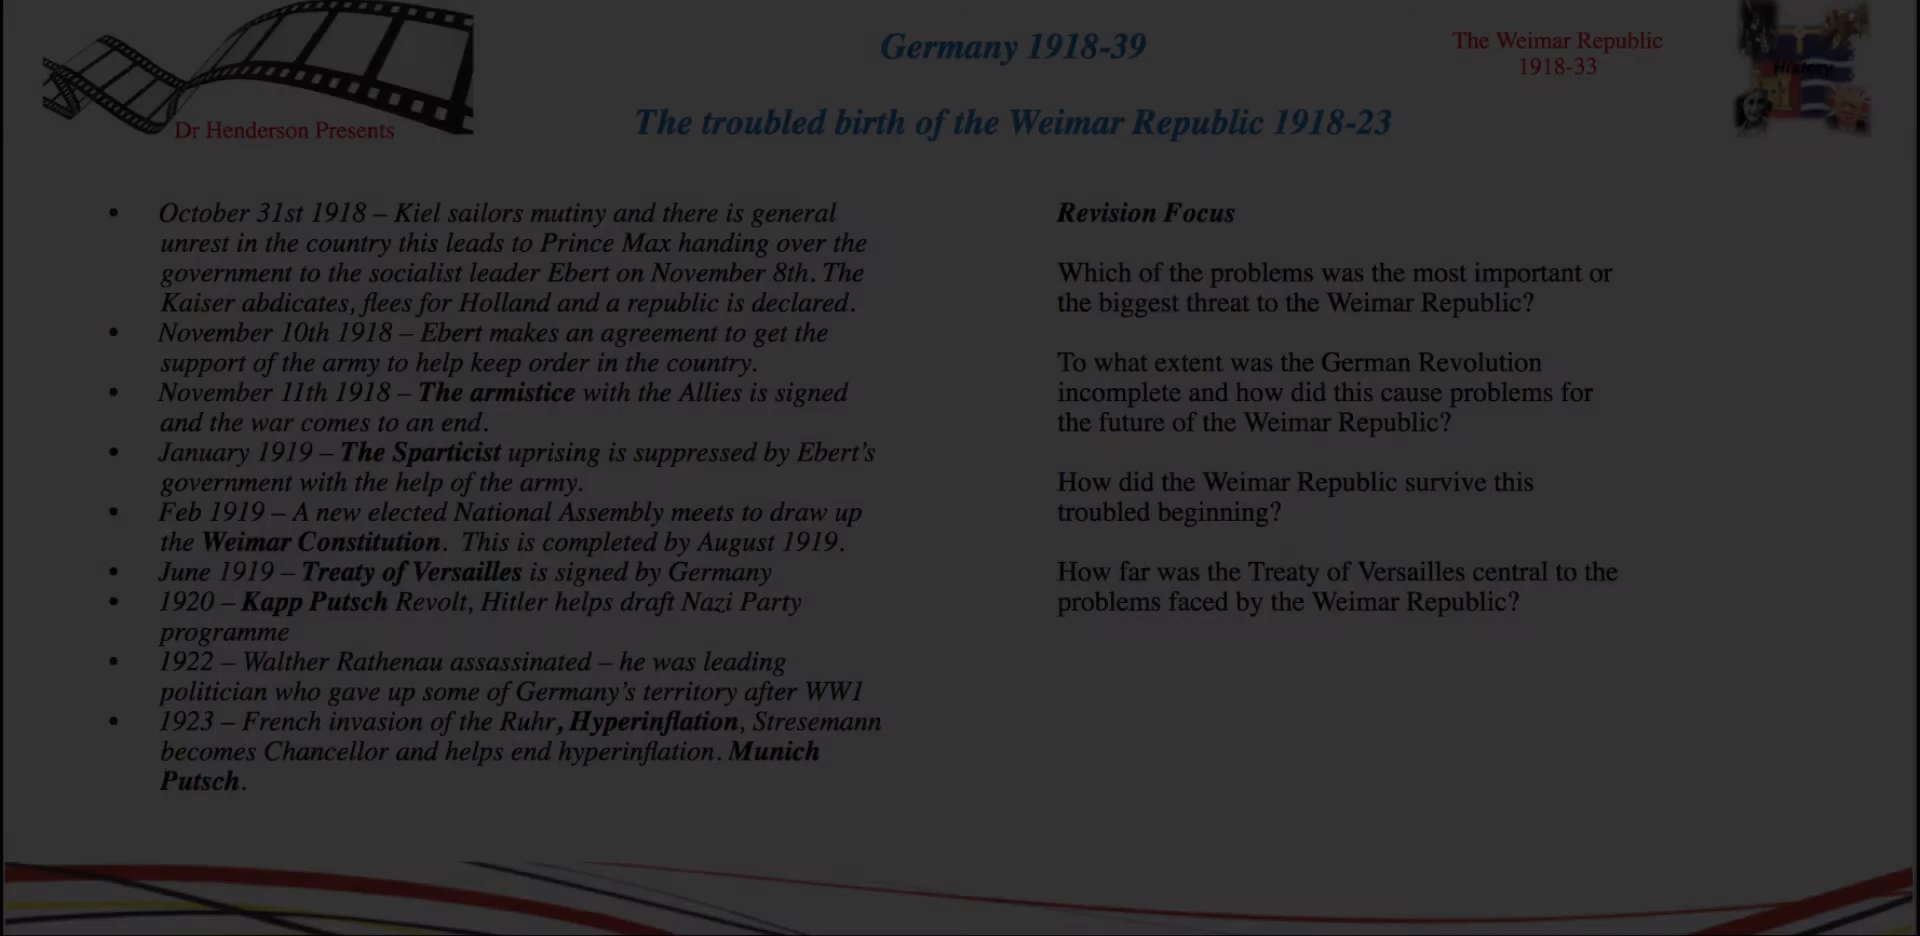 Germany 1918-39
The Weimar Republic
1918-33
History
The troubled birth of the Weimar Republic 1918-23
Dr Henderson Presents
• October 31st 1918 – Kiel sailors mutiny and there is general
unrest in the country this leads to Prince Max handing over the
government to the socialist leader Ebert on November 8th. The
Kaiser abdicates, flees for Holland and a republic is declared.
• November 10th 1918 – Ebert makes an agreement to get the
support of the army to help keep order in the country.
• November 11th 1918 – The armistice with the Allies is signed
and the war comes to an end.
• January 1919 – The Sparticist uprising is suppressed by Ebert's
government with the help of the army.
• Feb 1919 – A new elected National Assembly meets to draw up
the Weimar Constitution. This is completed by August 1919.
• June 1919 – Treaty of Versailles is signed by Germany
• 1920 – Kapp Putsch Revolt, Hitler helps draft Nazi Party
programme
• 1922 – Walther Rathenau assassinated – he was leading
politician who gave up some of Germany's territory after WW1
• 1923 – French invasion of the Ruhr, Hyperinflation, Stresemann
becomes Chancellor and helps end hyperinflation. Munich
Putsch.
Revision Focus
Which of the problems was the most important or
the biggest threat to the Weimar Republic?
To what extent was the German Revolution
incomplete and how did this cause problems for
the future of the Weimar Republic?
How did the Weimar Republic survive this
troubled beginning?
How far was the Treaty of Versailles central to the
problems faced by the Weimar Republic?